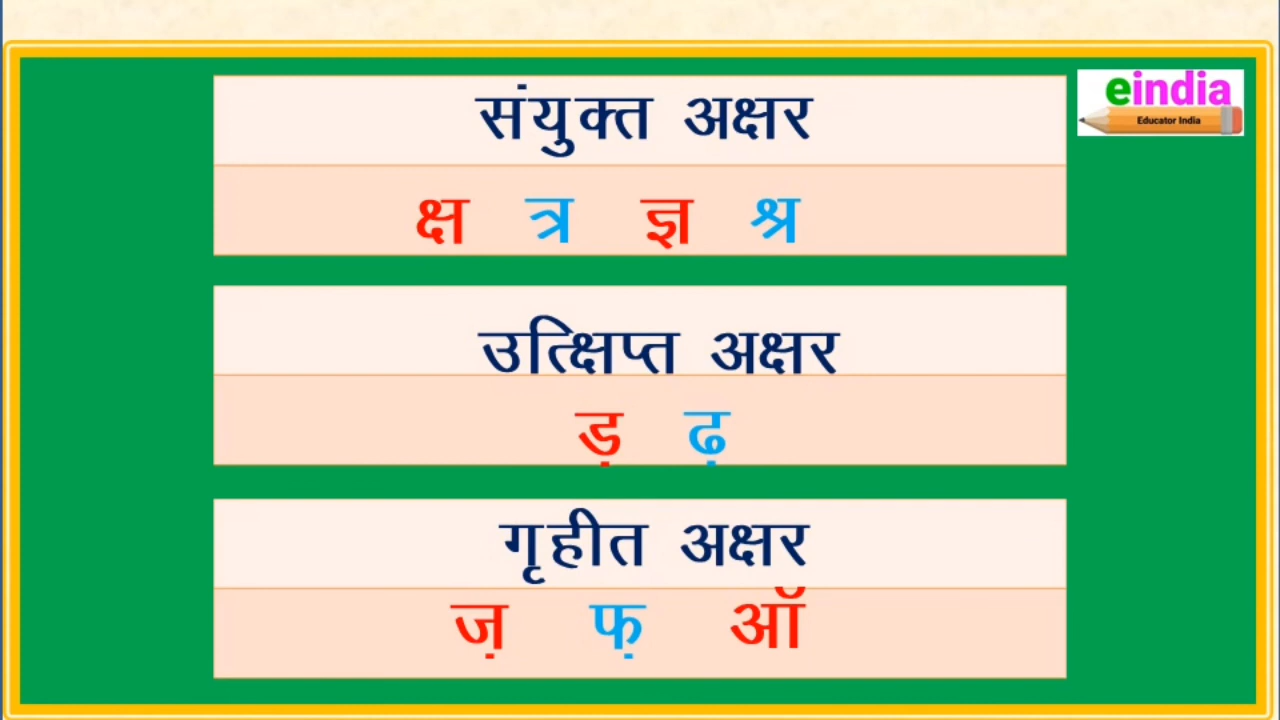 संयुक्त अक्षर
eindia
Educator India
क्ष त्र ज्ञ श्र
उत्क्षिप्त अक्षर
ड़ ढ़
गृहीत अक्षर
ज़ फ़ ऑ